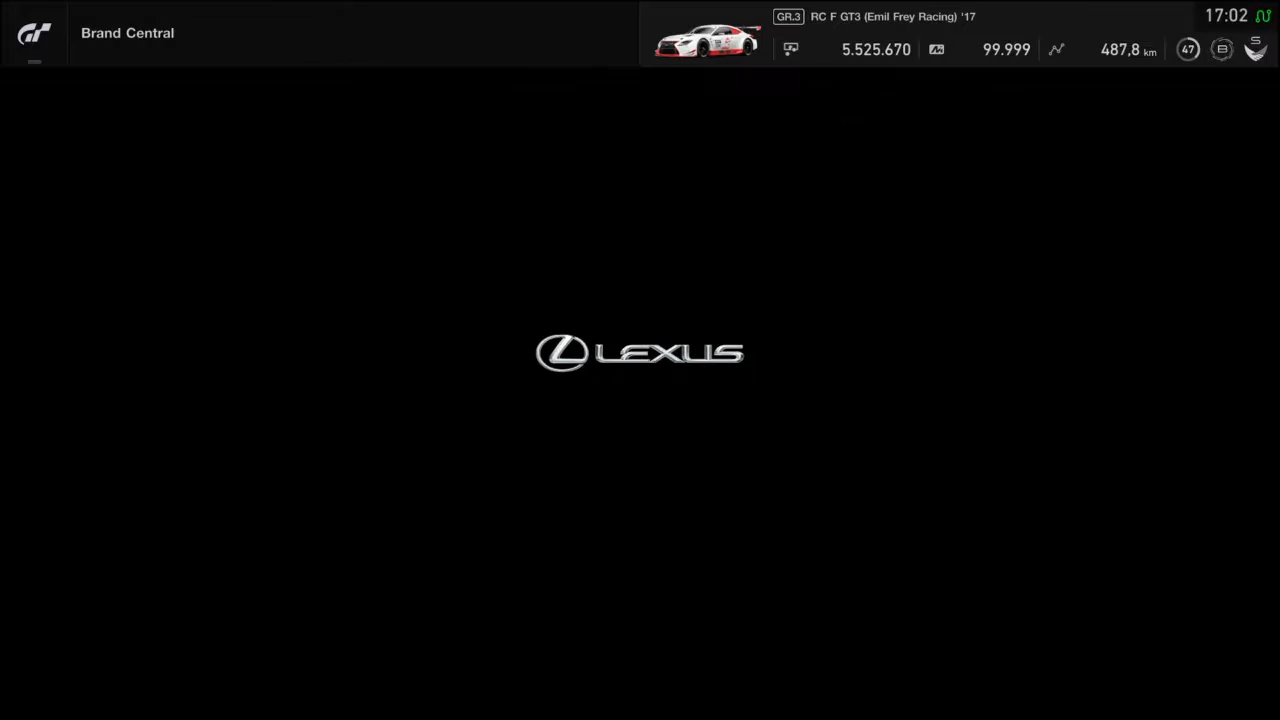 GT
Brand Central
GR.3 RC F GT3 (Emil Frey Racing) '17
17:02
5.525.670
99.999
487,8 km
47
B
S
LEXUS